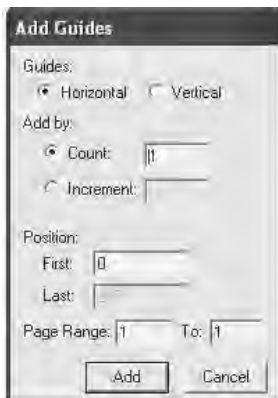 Add Guides
Guides:
Horizontal Vertical
Add by:
Count: 1
Increment:
Position:
First: 0
Last:
Page Range: 1 To: 1
Add Cancel